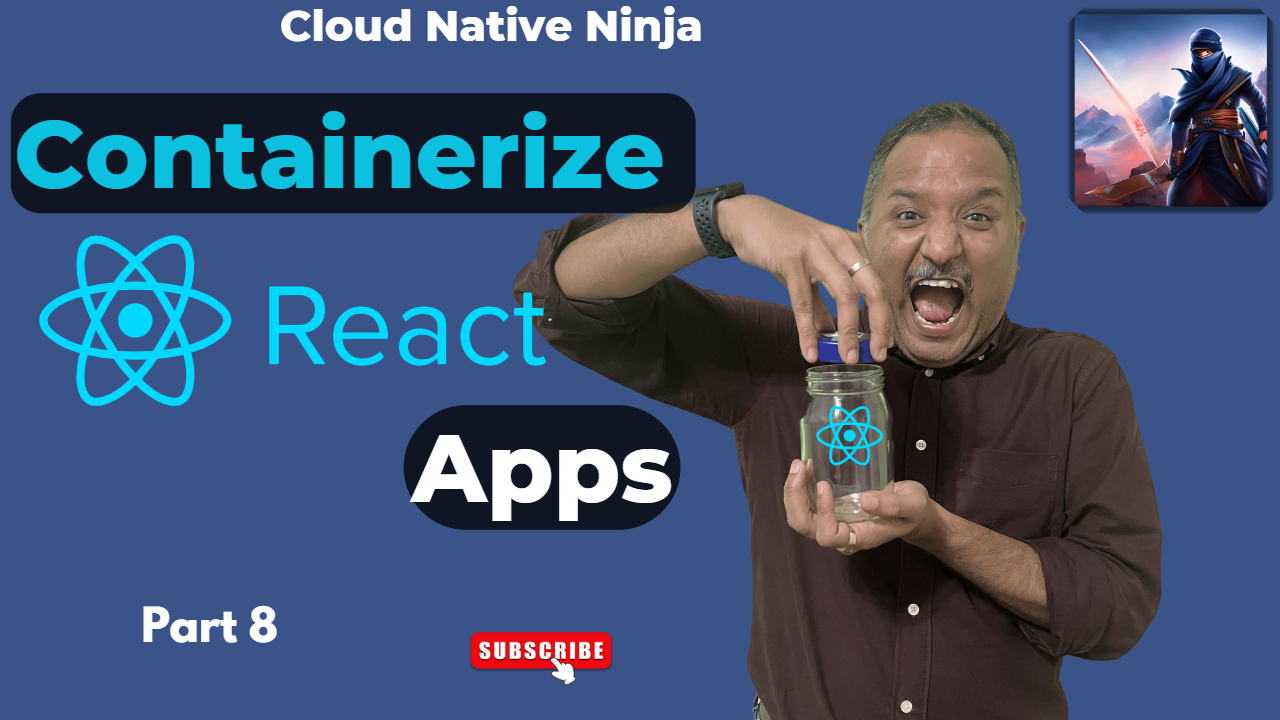 Cloud Native Ninja
Containerize
React
Apps
Part 8
SUBSCRIBE